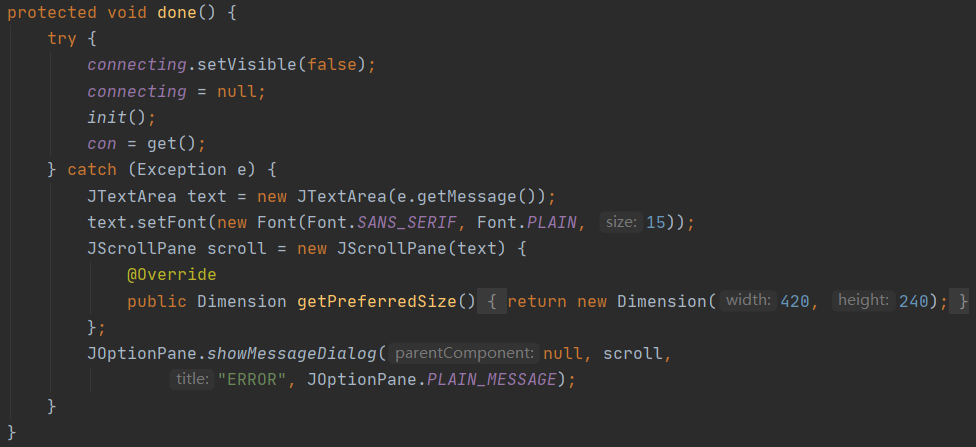 protected void done() {
try {
connecting.setVisible(false);
connecting = null;
init();
con = get();
} catch (Exception e) {
JTextArea text = new JTextArea(e.getMessage());
text.setFont(new Font(Font.SANS_SERIF, Font.PLAIN, size: 15));
JScrollPane scroll = new JScrollPane(text) {
@Override
public Dimension getPreferredSize() { return new Dimension( width: 420, height: 240); }
};
JOptionPane.showMessageDialog( parentComponent: null, scroll,
title: "ERROR", JOptionPane.PLAIN_MESSAGE);
}
}